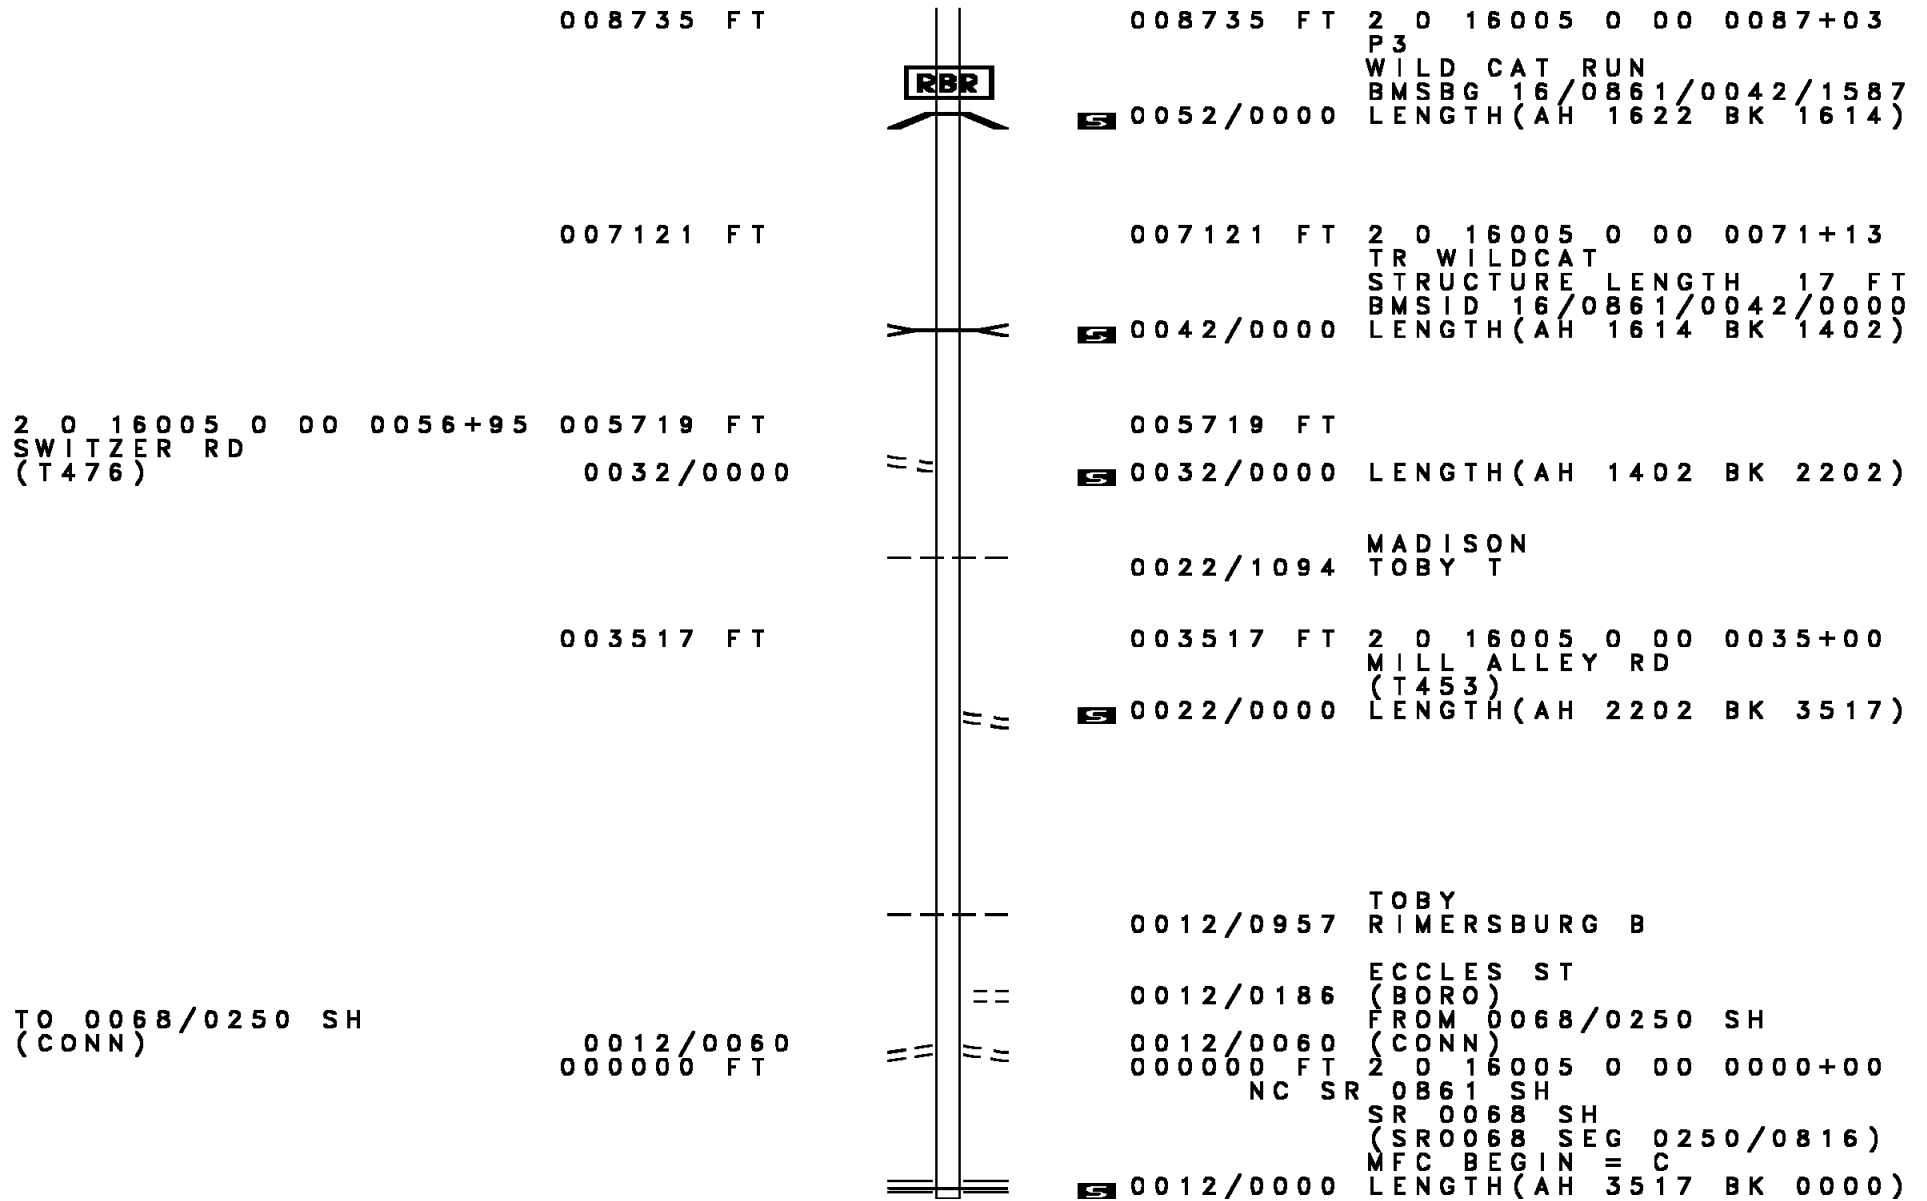 008735 FT 008735 FT 2 0 16005 0 00 0087+03
P3
WILD CAT RUN
RBR BMSBG 16/0861/0042/1587
S 0052/0000 LENGTH(AH 1622 BK 1614)
007121 FT 007121 FT 2 0 16005 0 00 0071+13
TR WILDCAT
STRUCTURE LENGTH 17 FT
BMSID 16/0861/0042/0000
S 0042/0000 LENGTH(AH 1614 BK 1402)
2 0 16005 0 00 0056+95 005719 FT 005719 FT
SWITZER RD
(T476) 0032/0000 S 0032/0000 LENGTH(AH 1402 BK 2202)
MADISON
0022/1094 TOBY T
003517 FT 003517 FT 2 0 16005 0 00 0035+00
MILL ALLEY RD
(T453)
S 0022/0000 LENGTH(AH 2202 BK 3517)
TOBY
0012/0957 RIMERSBURG B
ECCLES ST
0012/0186 (BORO)
TO 0068/0250 SH FROM 0068/0250 SH
(CONN) 0012/0060 0012/0060 (CONN)
000000 FT 000000 FT 2 0 16005 0 00 0000+00
NC SR 0861 SH
SR 0068 SH
(SR0068 SEG 0250/0816)
MFC BEGIN = C
S 0012/0000 LENGTH(AH 3517 BK 0000)